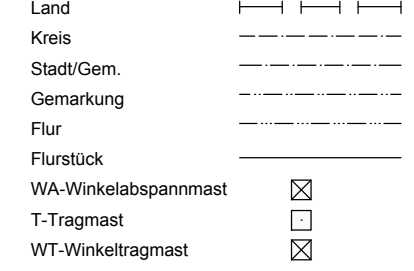 Land
Kreis
Stadt/Gem.
Gemarkung
Flur
Flurstück
WA-Winkelabspannmast
T-Tragmast
WT-Winkeltragmast